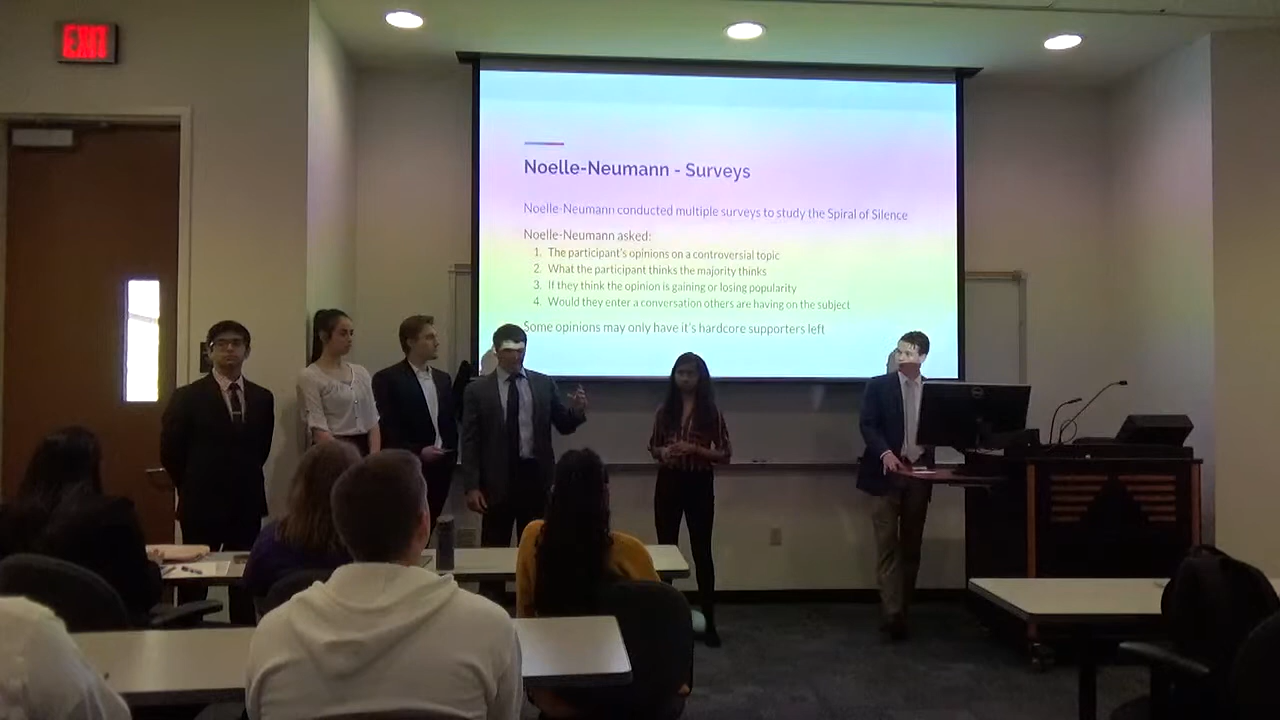 EXIT
Noelle-Neumann - Surveys
Noelle-Neumann conducted multiple surveys to study the Spiral of Silence
Noelle-Neumann asked:
1. The participant's opinions on a controversial topic
2. What the participant thinks the majority thinks
3. If they think the opinion is gaining or losing popularity
4. Would they enter a conversation others are having on the subject
Some opinions may only have it's hardcore supporters left